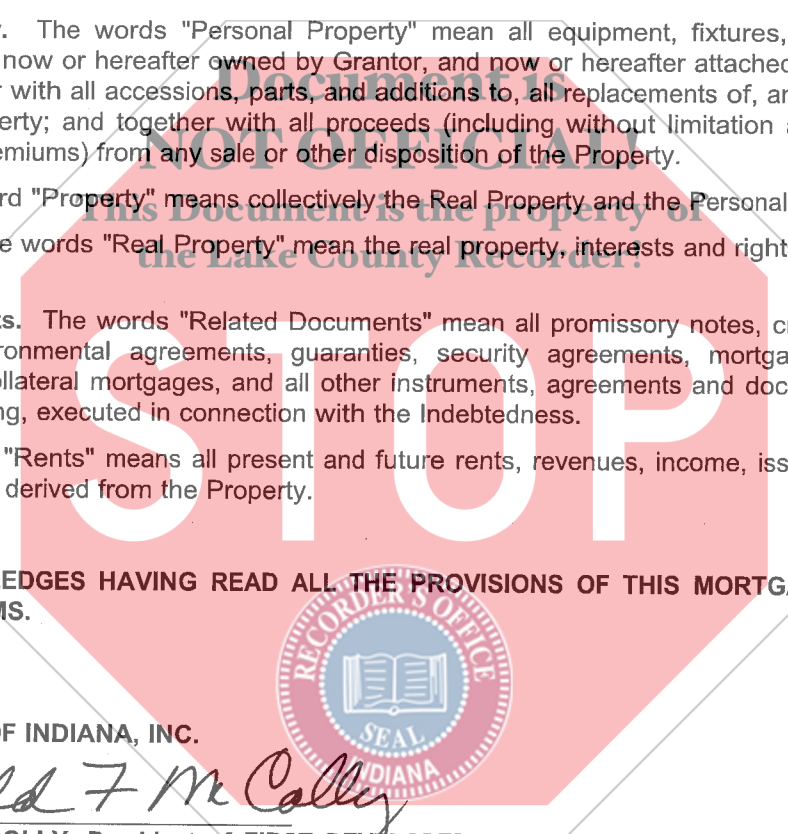 . The words "Personal Property" mean all equipment, fixtures,
now or hereafter owned by Grantor, and now or hereafter attached
with all accessions, parts, and additions to, all replacements of, an
erty; and together with all proceeds (including without limitation a
emiums) from any sale or other disposition of the Property.
rd "Property" means collectively the Real Property and the Personal
e words "Real Property" mean the real property, interests and right
ts. The words "Related Documents" mean all promissory notes, cr
ronmental agreements, guaranties, security agreements, mortga
ollateral mortgages, and all other instruments, agreements and doc
ng, executed in connection with the Indebtedness.
"Rents" means all present and future rents, revenues, income, iss
derived from the Property.
LEDGES HAVING READ ALL THE PROVISIONS OF THIS MORTGA
MS.
OF INDIANA, INC.
ld F McColly
Document is
NOT OFFICIAL!
This Document is the property of
the Lake County Recorder!
STOP
RECORDER'S OFFICE
SEAL
INDIANA